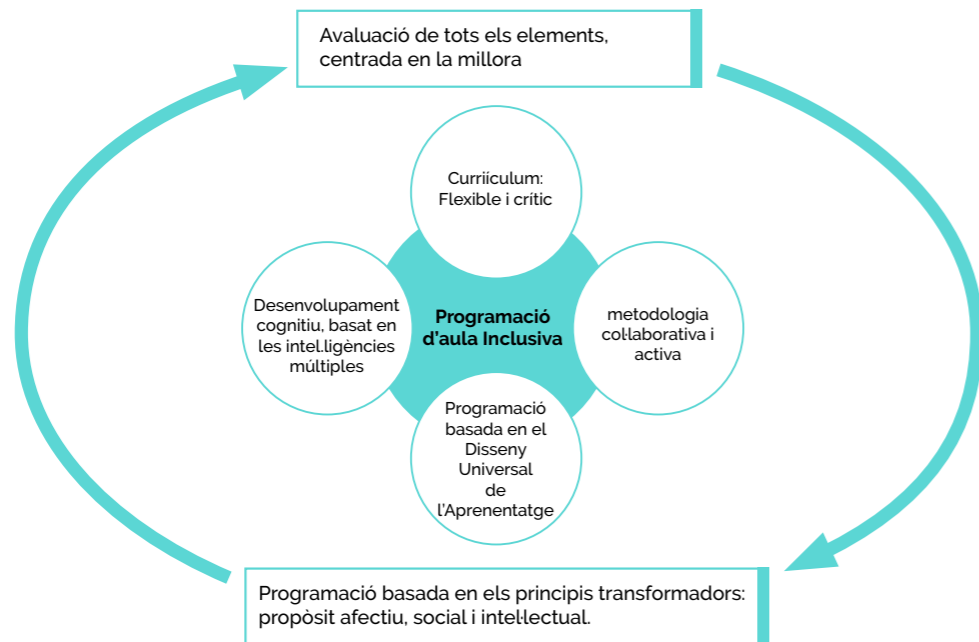 Avaluació de tots els elements,
centrada en la millora
Curriículum:
Flexible i crític
Desenvolupament
cognitiu, basat en
les intel.ligències
múltiples
Programació
d'aula Inclusiva
metodologia
col·laborativa i
activa
Programació
basada en el
Disseny
Universal
de
l'Aprenentatge
Programació basada en els principis transformadors:
propòsit afectiu, social i intel·lectual.